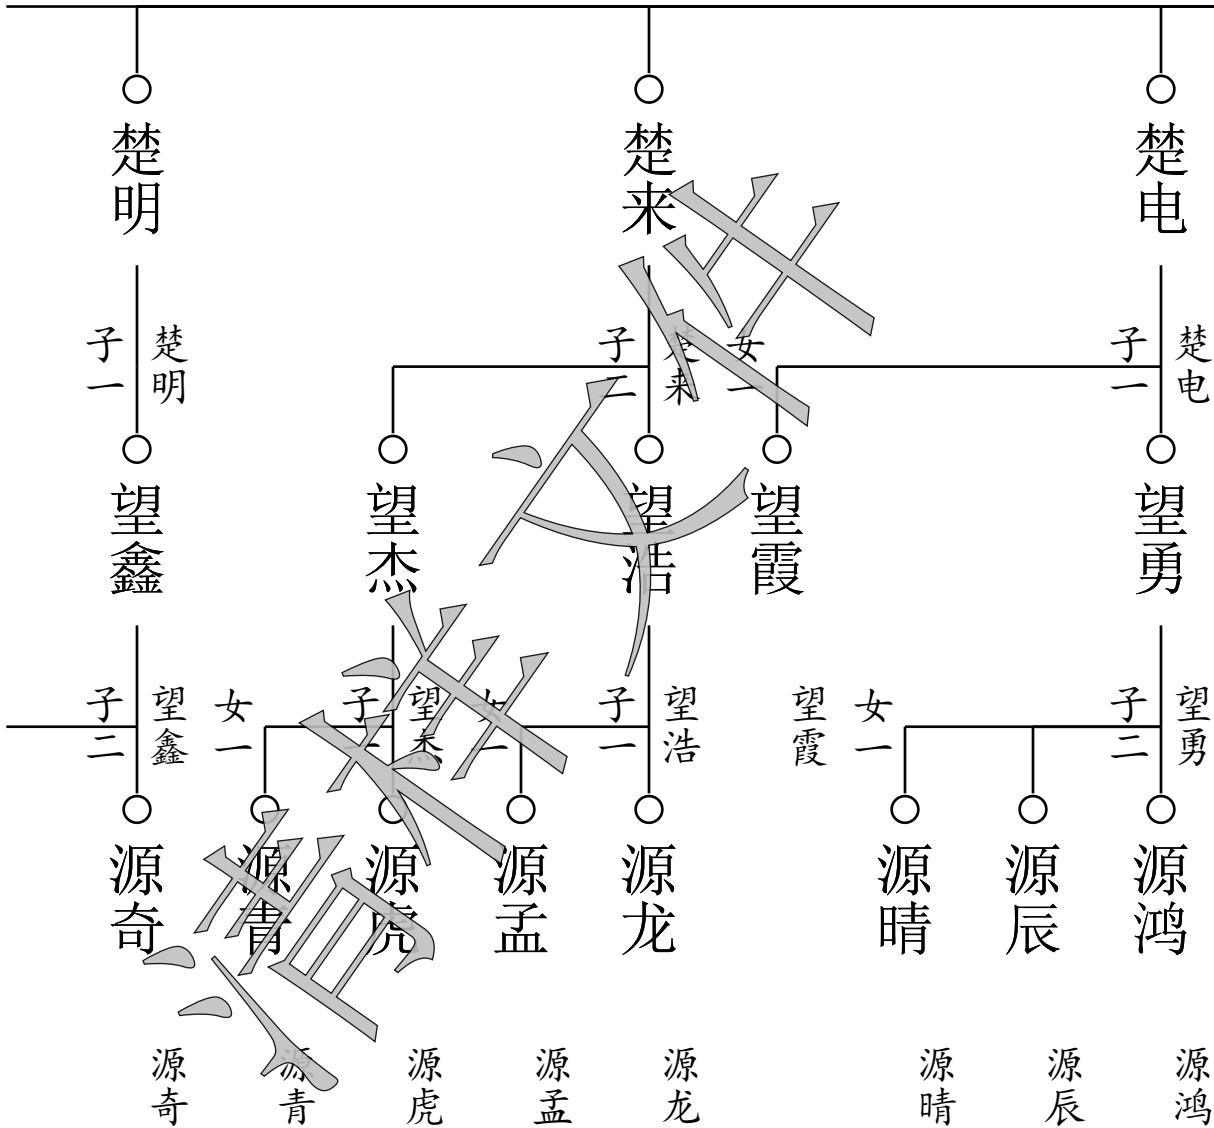 楚明
楚来
楚电
子一
楚明
子二
楚来
女一
子一
楚电
望鑫
望杰
望浩
望霞
望勇
子二
望鑫
女一
子一
望杰
女一
子一
望浩
望霞
女一
子二
望勇
源奇
源青
源虎
源孟
源龙
源晴
源辰
源鸿
源奇
源青
源虎
源孟
源龙
源晴
源辰
源鸿